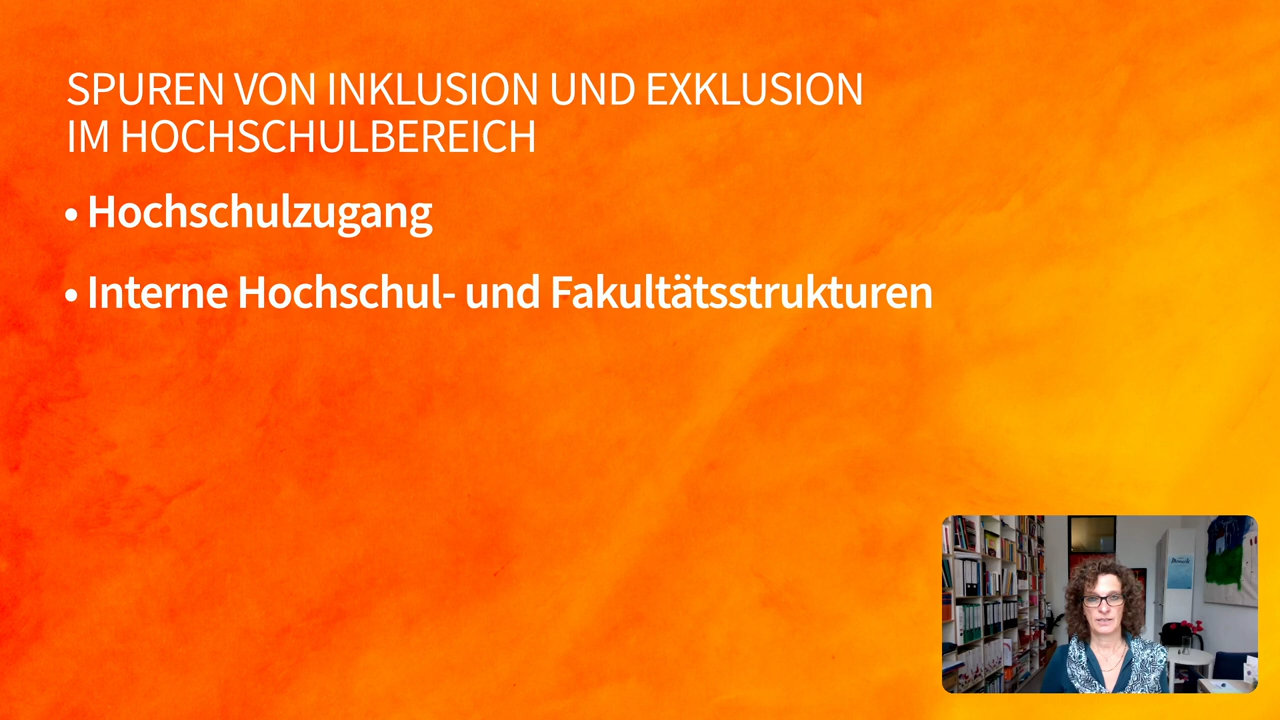 SPUREN VON INKLUSION UND EXKLUSION
IM HOCHSCHULBEREICH
• Hochschulzugang
• Interne Hochschul- und Fakultätsstrukturen